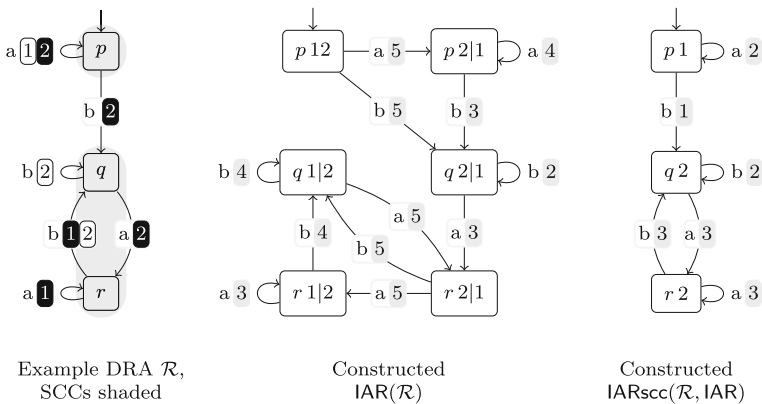 p
a 1 2
b 2
b 2
q
b 1 2
a 2
a 1
r
Example DRA R,
SCCs shaded
p 12
a 5
p 2|1
a 4
b 5
b 3
b 4
q 1|2
q 2|1
b 2
a 5
a 3
b 4
b 5
a 3
r 1|2
a 5
r 2|1
Constructed
IAR(R)
p 1
a 2
b 1
q 2
b 2
b 3
a 3
r 2
a 3
Constructed
IARscc(R, IAR)